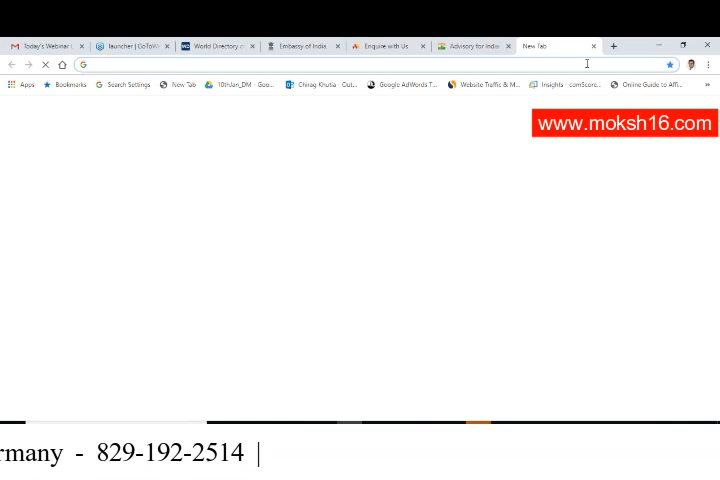 Today's Webinar L
launcher | GoToWe
World Directory o
Embassy of India,
Enquire with Us
Advisory for India
New Tab
Apps
Bookmarks
Search Settings
New Tab
10thJan_DM - Goo...
Chirag Khutia - Out...
Google AdWords T...
Website Traffic & M...
Insights - comScore...
Online Guide to Affi...
www.moksh16.com
rmany - 829-192-2514 |